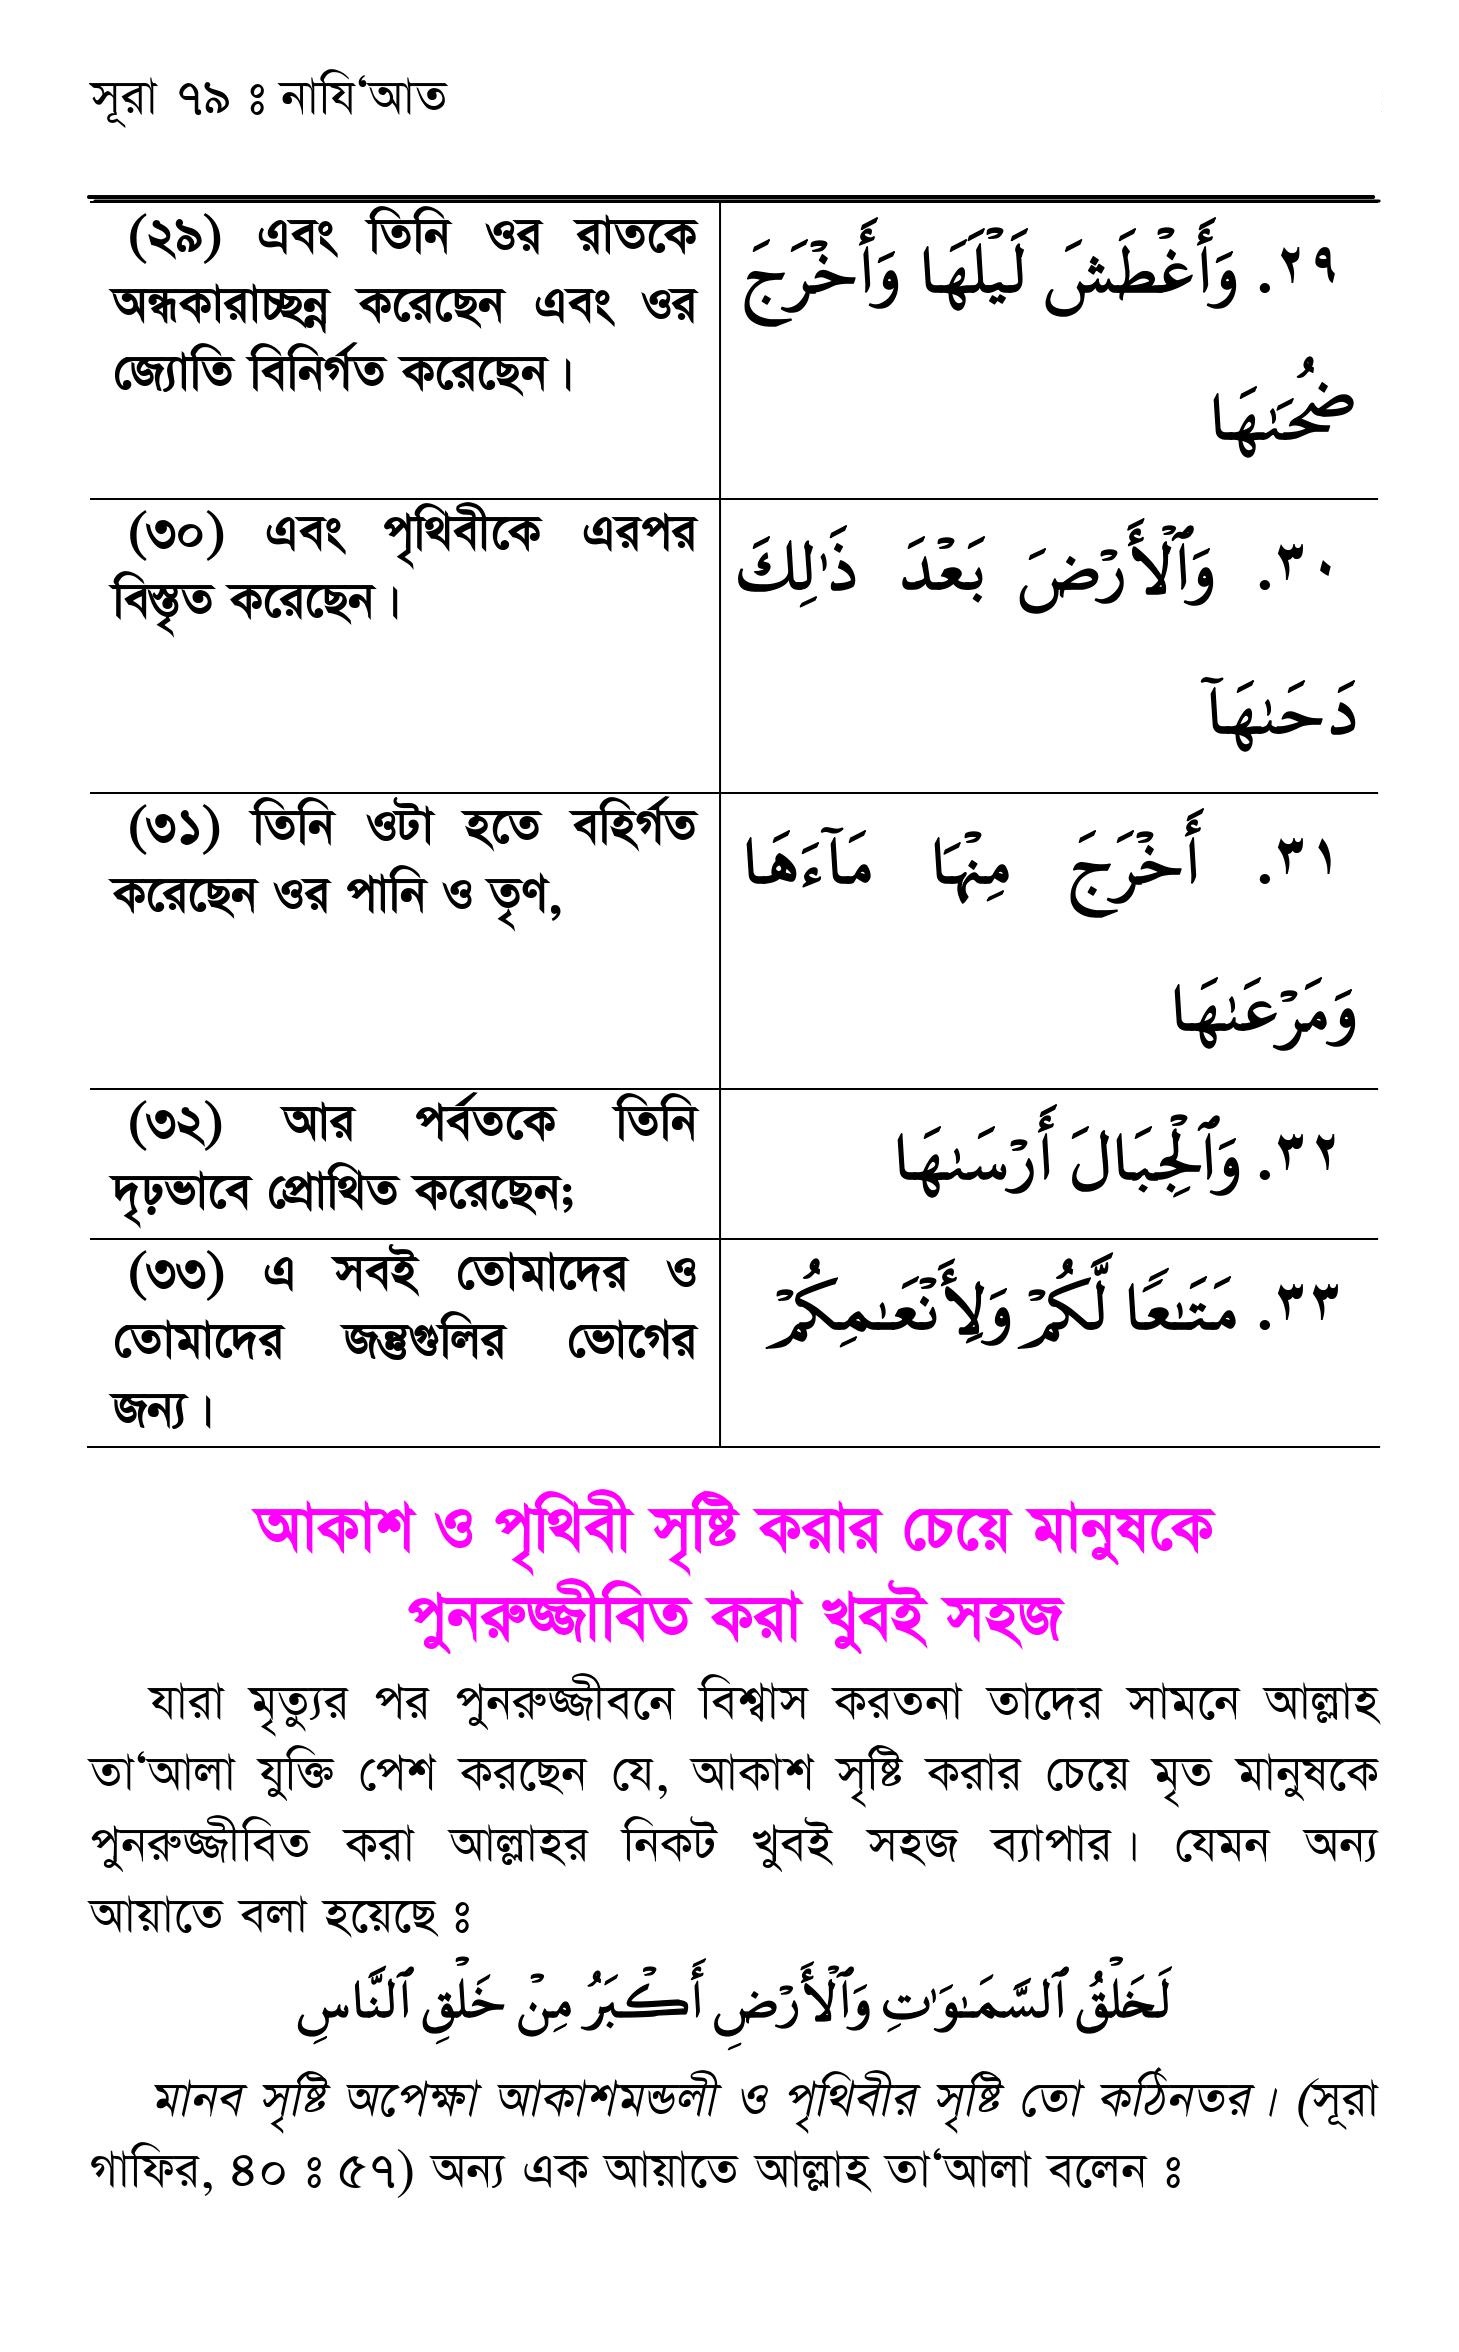 সূরা ৭৯ ঃ নাযি‘আত
(২৯) এবং তিনি ওর রাতকে
অন্ধকারাচ্ছন্ন করেছেন এবং ওর
জ্যোতি বিনির্গত করেছেন।
٢٩. وَأَغْطَشَ لَيْلَهَا وَأَخْرَجَ
ضُحَىٰهَا
(৩০) এবং পৃথিবীকে এরপর
বিস্তৃত করেছেন।
٣٠. وَٱلْأَرْضَ بَعْدَ ذَٰلِكَ
دَحَىٰهَآ
(৩১) তিনি ওটা হতে বহির্গত
করেছেন ওর পানি ও তৃণ,
٣١. أَخْرَجَ مِنْهَا مَآءَهَا
وَمَرْعَىٰهَا
(৩২) আর পর্বতকে তিনি
দৃঢ়ভাবে প্রোথিত করেছেন;
٣٢. وَٱلْجِبَالَ أَرْسَىٰهَا
(৩৩) এ সবই তোমাদের ও
তোমাদের জন্তুগুলির ভোগের
জন্য।
٣٣. مَتَـٰعًا لَّكُمْ وَلِأَنْعَـٰمِكُمْ
আকাশ ও পৃথিবী সৃষ্টি করার চেয়ে মানুষকে
পুনরুজ্জীবিত করা খুবই সহজ
যারা মৃত্যুর পর পুনরুজ্জীবনে বিশ্বাস করতনা তাদের সামনে আল্লাহ
তা‘আলা যুক্তি পেশ করছেন যে, আকাশ সৃষ্টি করার চেয়ে মৃত মানুষকে
পুনরুজ্জীবিত করা আল্লাহর নিকট খুবই সহজ ব্যাপার। যেমন অন্য
আয়াতে বলা হয়েছে ঃ
لَخَلْقُ ٱلسَّمَـٰوَٰتِ وَٱلْأَرْضِ أَكْبَرُ مِنْ خَلْقِ ٱلنَّاسِ
মানব সৃষ্টি অপেক্ষা আকাশমন্ডলী ও পৃথিবীর সৃষ্টি তো কঠিনতর। (সূরা
গাফির, ৪০ ঃ ৫৭) অন্য এক আয়াতে আল্লাহ তা‘আলা বলেন ঃ